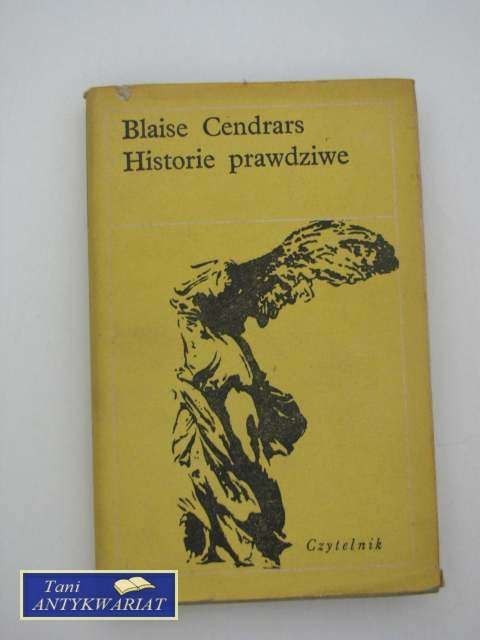 Blaise Cendrars
Historie prawdziwe
Czytelnik
Tani
ANTYKWARIAT